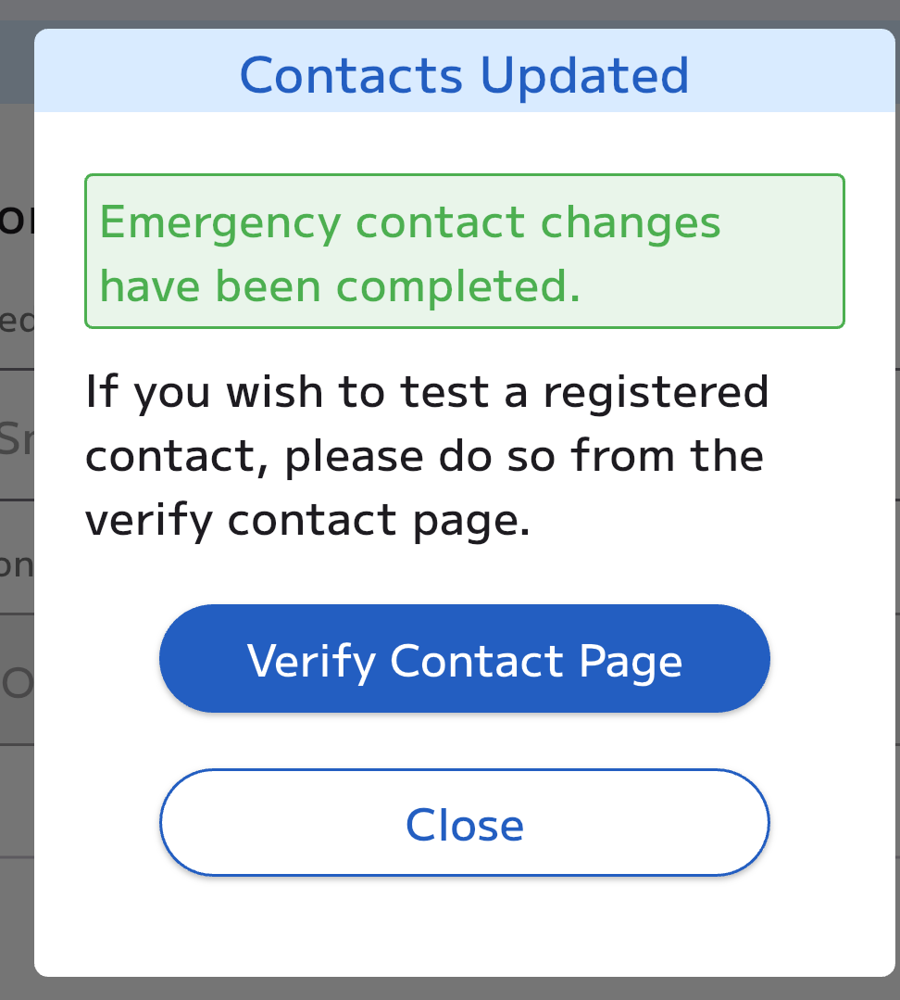 Contacts Updated
Emergency contact changes
have been completed.
If you wish to test a registered
contact, please do so from the
verify contact page.
Verify Contact Page
Close